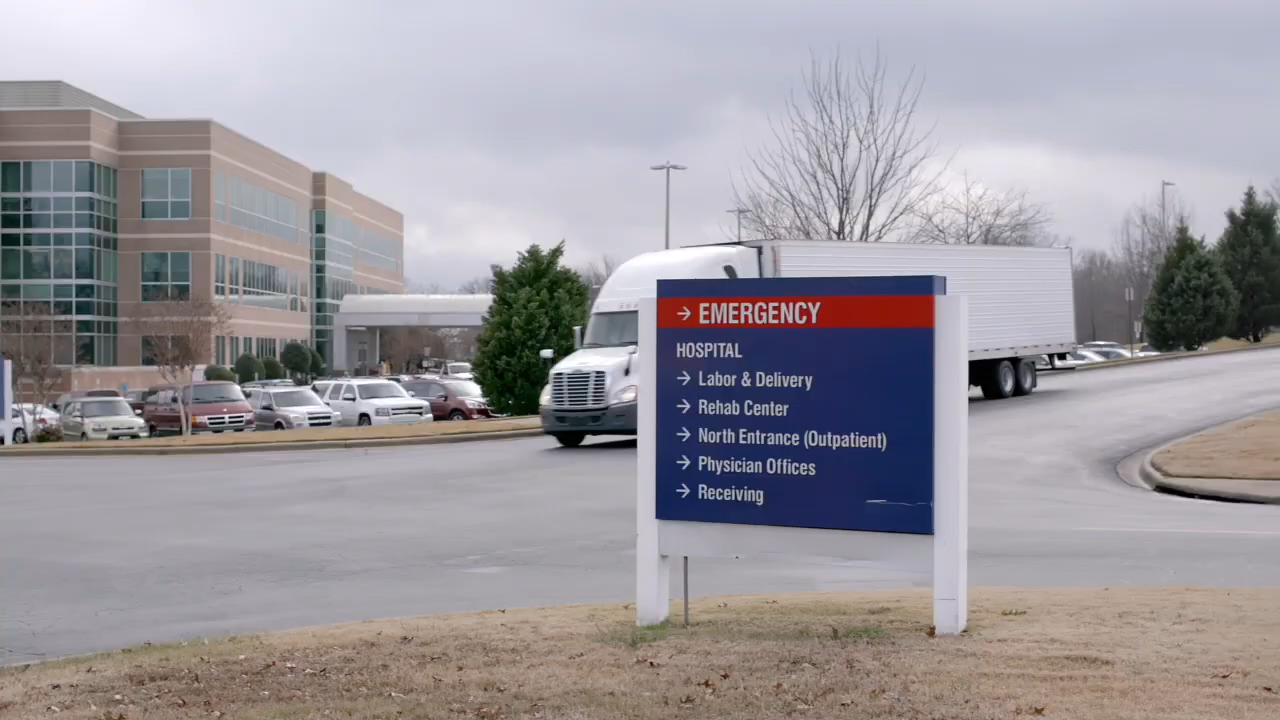 → EMERGENCY
HOSPITAL
→ Labor & Delivery
→ Rehab Center
→ North Entrance (Outpatient)
→ Physician Offices
→ Receiving